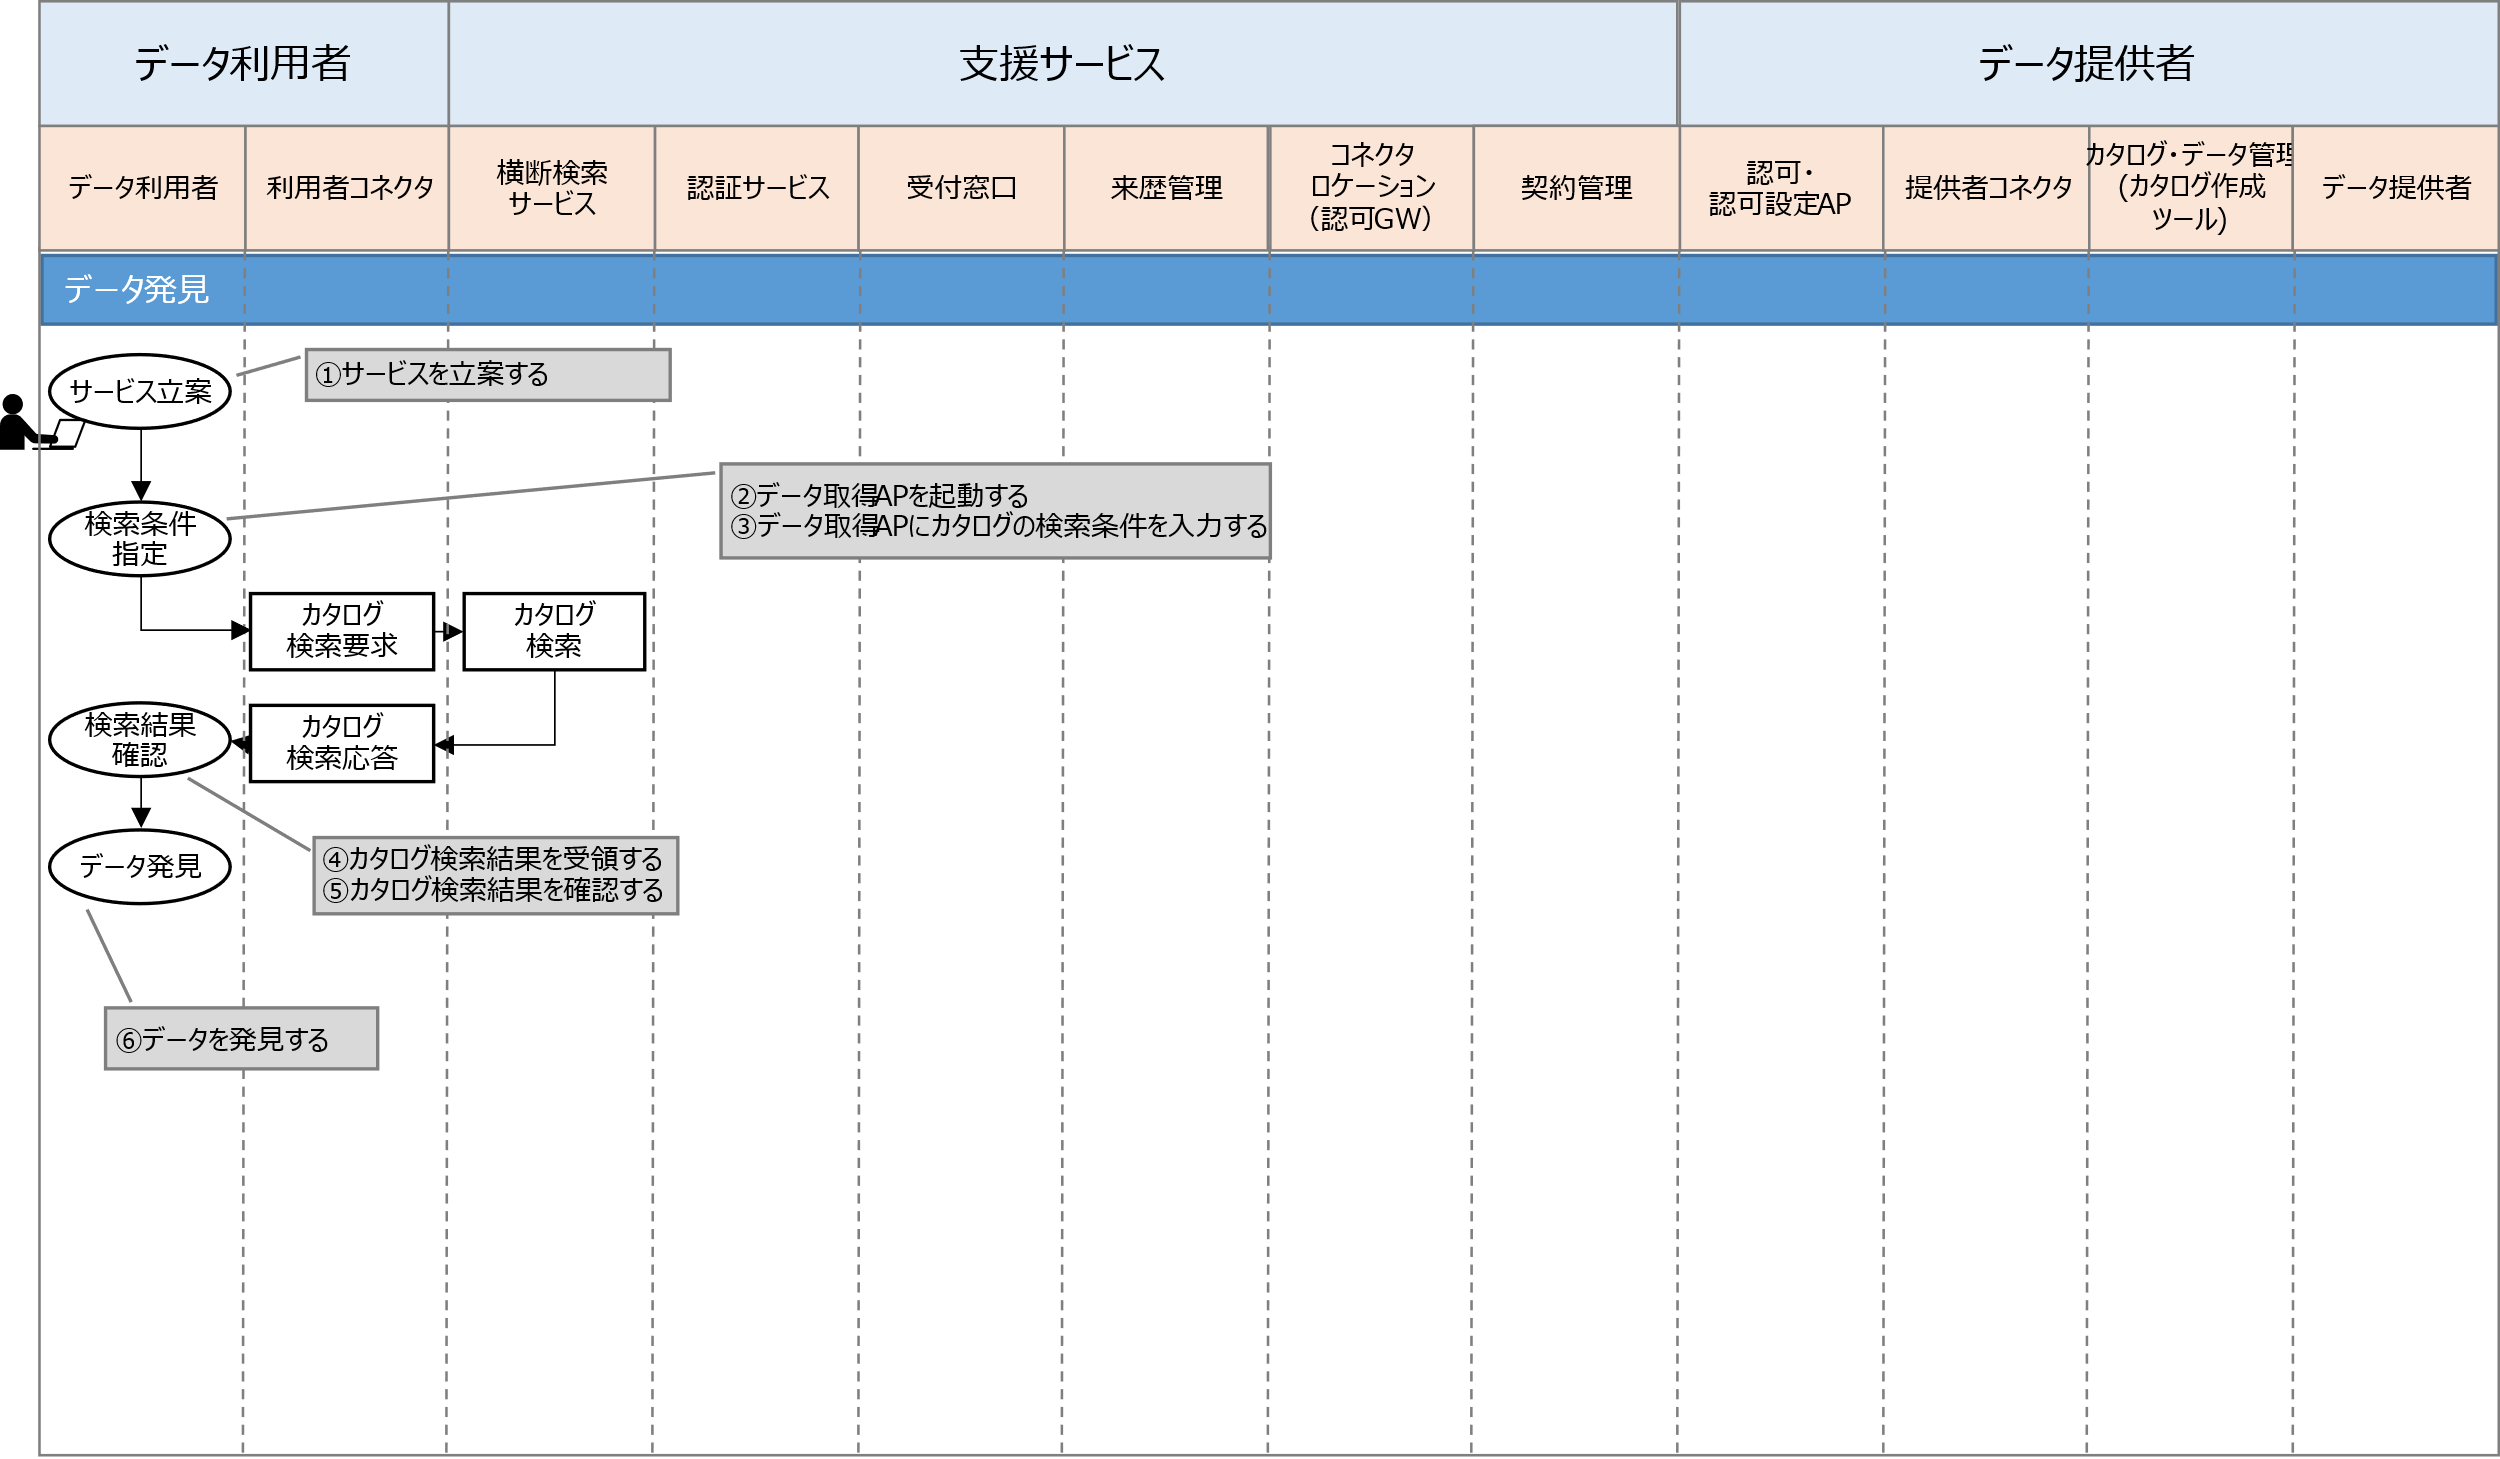 データ利用者
支援サービス
データ提供者
データ利用者
利用者コネクタ
横断検索
サービス
認証サービス
受付窓口
来歴管理
コネクタ
ロケーション
（認可GW）
契約管理
認可・
認可設定AP
提供者コネクタ
カタログ・データ管理
(カタログ作成
ツール)
データ提供者
データ発見
サービス立案
①サービスを立案する
検索条件
指定
②データ取得APを起動する
③データ取得APにカタログの検索条件を入力する
カタログ
検索要求
カタログ
検索
検索結果
確認
カタログ
検索応答
データ発見
④カタログ検索結果を受領する
⑤カタログ検索結果を確認する
⑥データを発見する